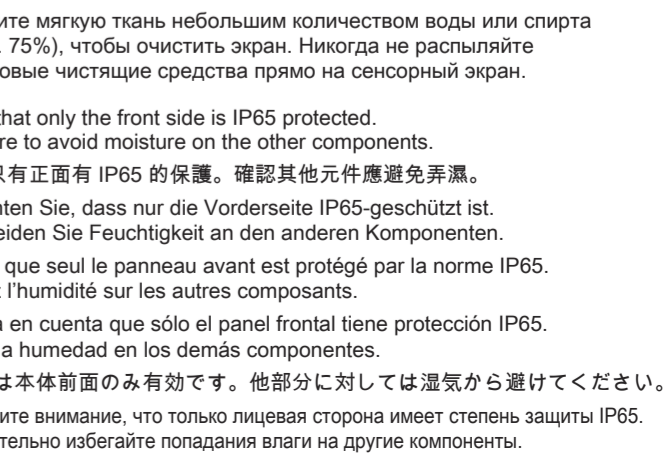 ите мягкую ткань небольшим количеством воды или спирта
. 75%), чтобы очистить экран. Никогда не распыляйте
овые чистящие средства прямо на сенсорный экран.
that only the front side is IP65 protected.
re to avoid moisture on the other components.
只有正面有 IP65 的保護。確認其他元件應避免弄濕。
nten Sie, dass nur die Vorderseite IP65-geschützt ist.
eiden Sie Feuchtigkeit an den anderen Komponenten.
que seul le panneau avant est protégé par la norme IP65.
l’humidité sur les autres composants.
a en cuenta que sólo el panel frontal tiene protección IP65.
a humedad en los demás componentes.
は本体前面のみ有効です。他部分に対しては湿気から避けてください。
ите внимание, что только лицевая сторона имеет степень защиты IP65.
тельно избегайте попадания влаги на другие компоненты.